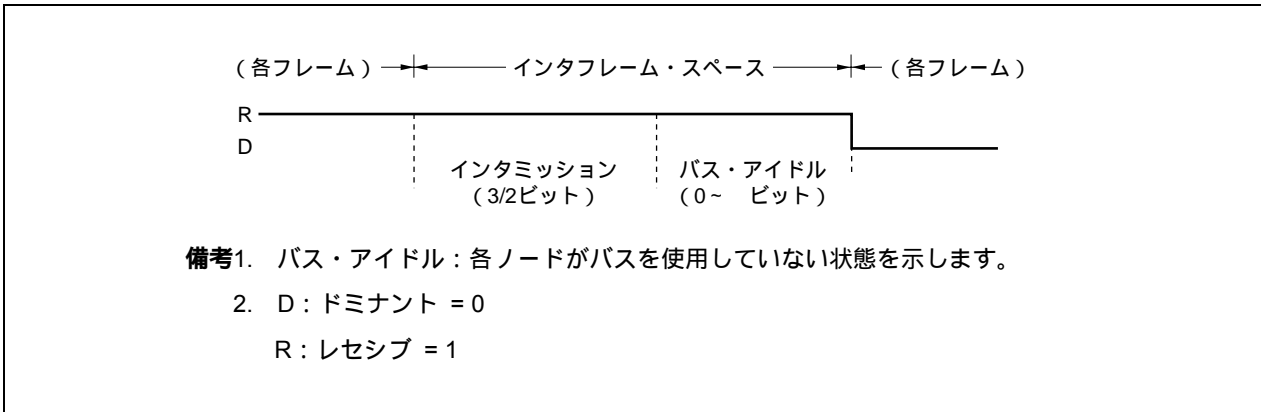 (各フレーム) インタフレーム・スペース (各フレーム)
R
D
インタミッション バス・アイドル
(3/2ビット) (0~ ビット)
備考1. バス・アイドル:各ノードがバスを使用していない状態を示します。
2. D:ドミナント = 0
R:レセシブ = 1